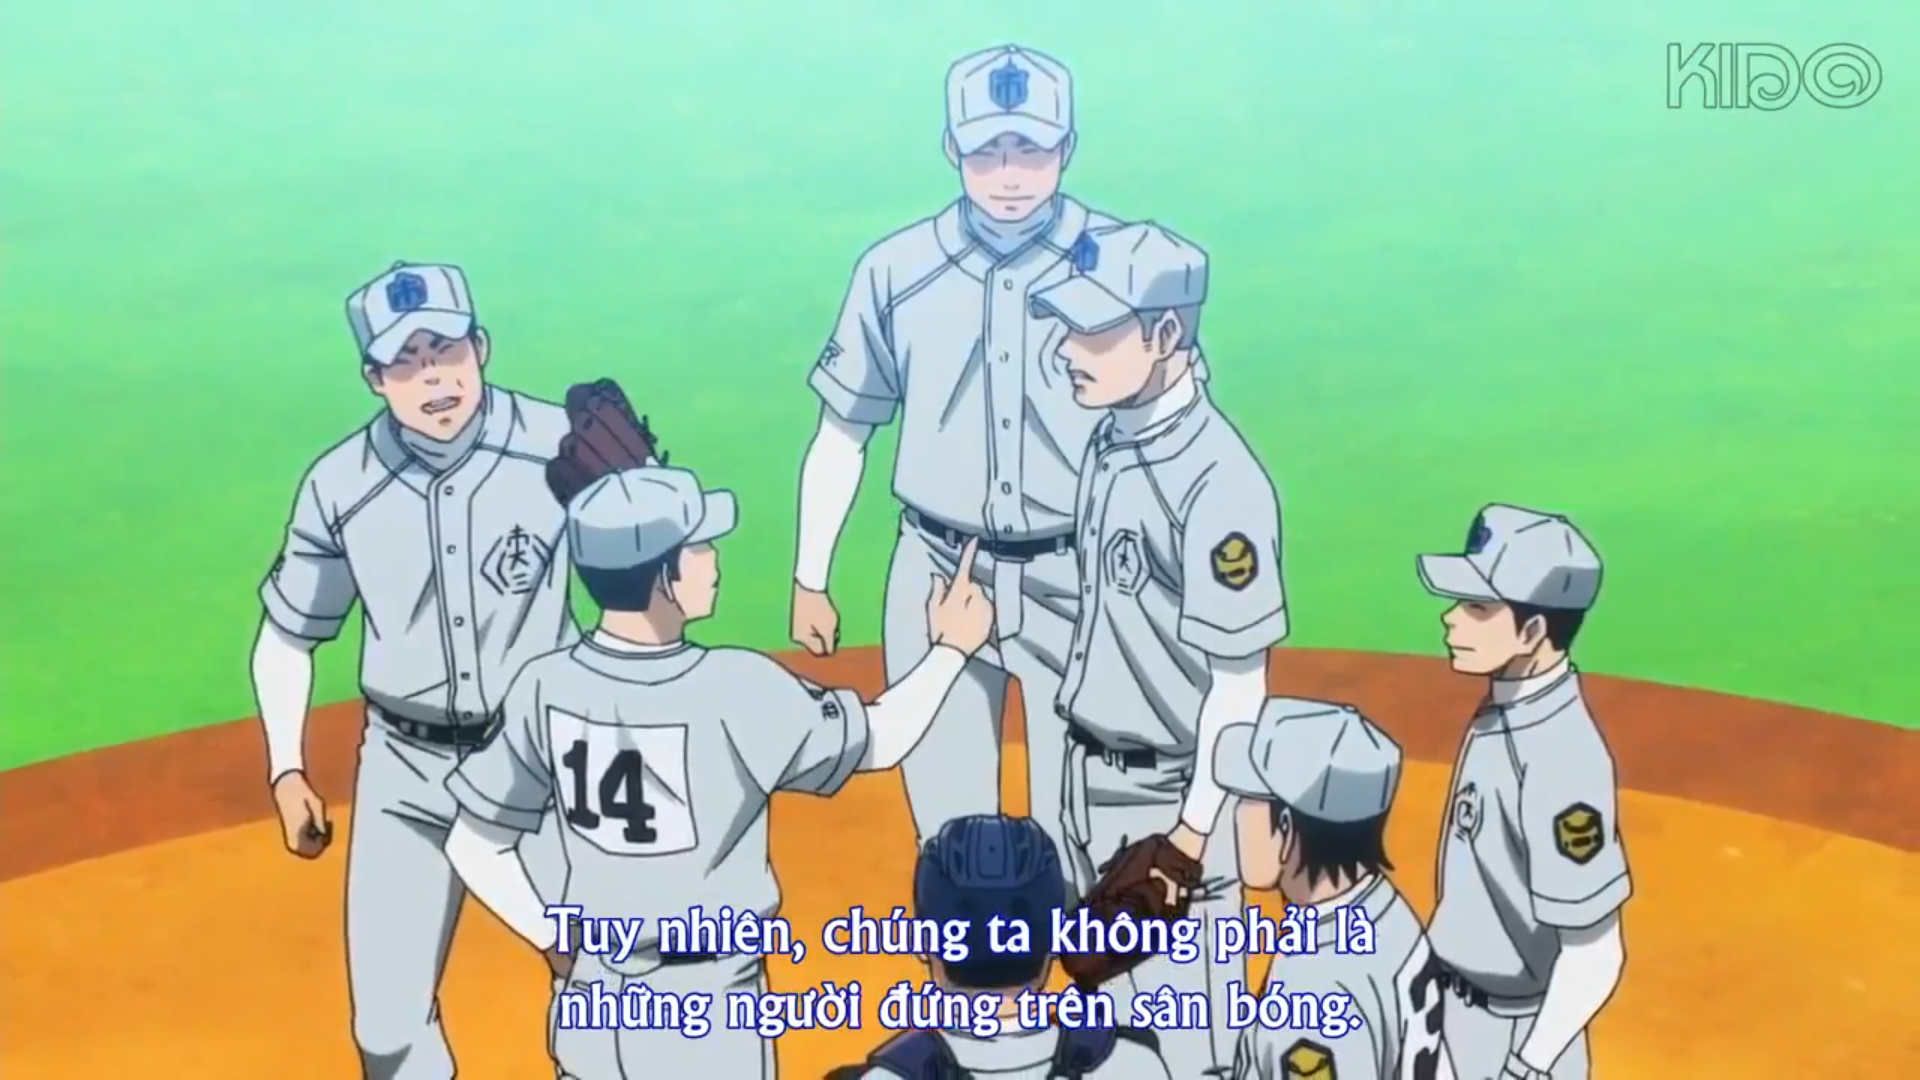 KIDO
14
Tuy nhiên, chúng ta không phải là
những người đứng trên sân bóng.